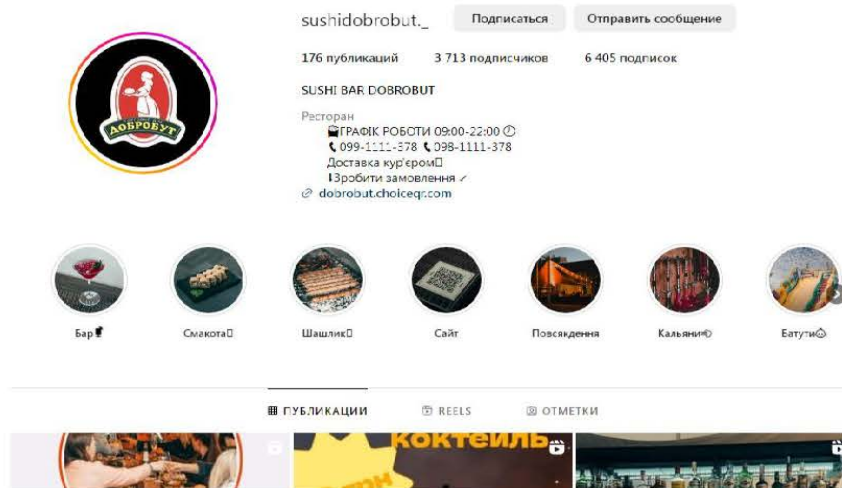 sushidobrobut._ Подписаться Отправить сообщение
176 публикаций 3 713 подписчиков 6 405 подписок
SUSHI BAR DOBROBUT
Ресторан
ГРАФІК РОБОТИ 09:00-22:00
099-1111-378 098-1111-378
Доставка кур'єром
Зробити замовлення
dobrobut.choiceqr.com
ДОБРОБУТ
Бар Смакота Шашлик Сайт Повсякдення Кальяни Батути
ПУБЛИКАЦИИ REELS ОТМЕТКИ
КОКТЕЙЛЬ